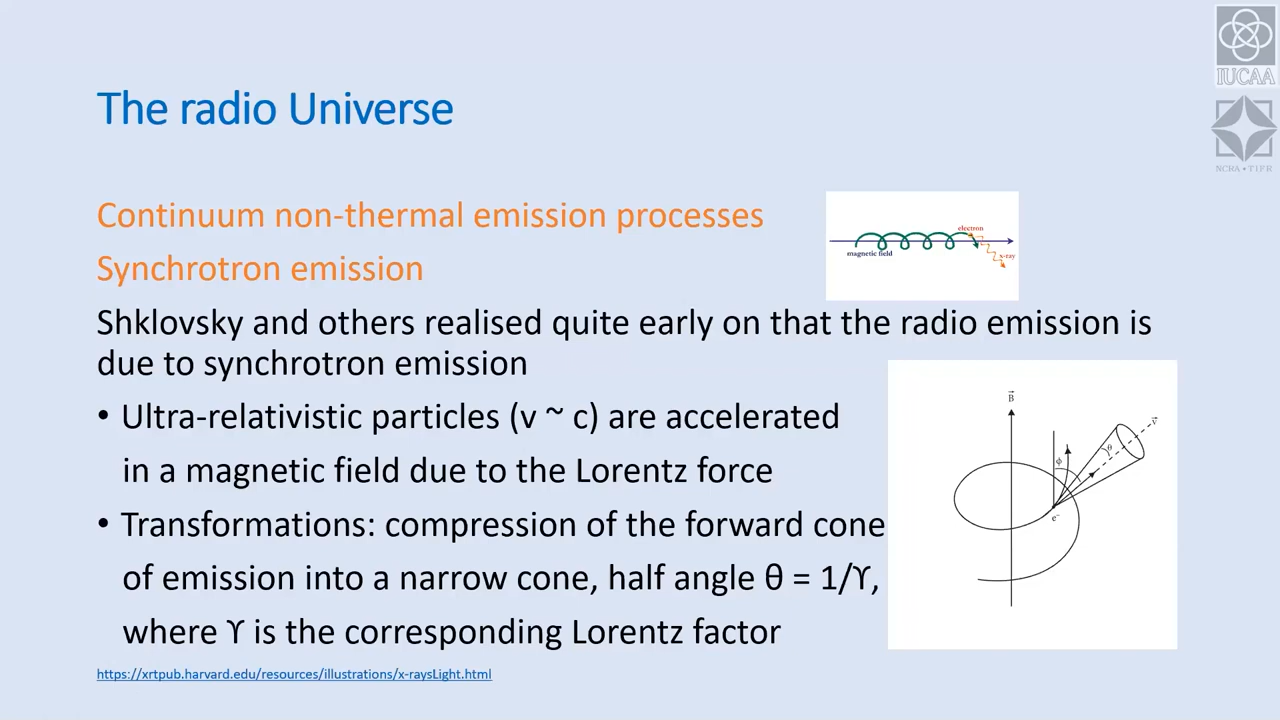 IUCAA
NCRA • TIFR
The radio Universe
Continuum non-thermal emission processes
Synchrotron emission
electron
magnetic field
x-ray
Shklovsky and others realised quite early on that the radio emission is
due to synchrotron emission
• Ultra-relativistic particles (v ~ c) are accelerated
in a magnetic field due to the Lorentz force
• Transformations: compression of the forward cone
of emission into a narrow cone, half angle θ = 1/ϒ,
where ϒ is the corresponding Lorentz factor
B⃗
v⃗
θ
ϕ
e⁻
https://xrtpub.harvard.edu/resources/illustrations/x-raysLight.html